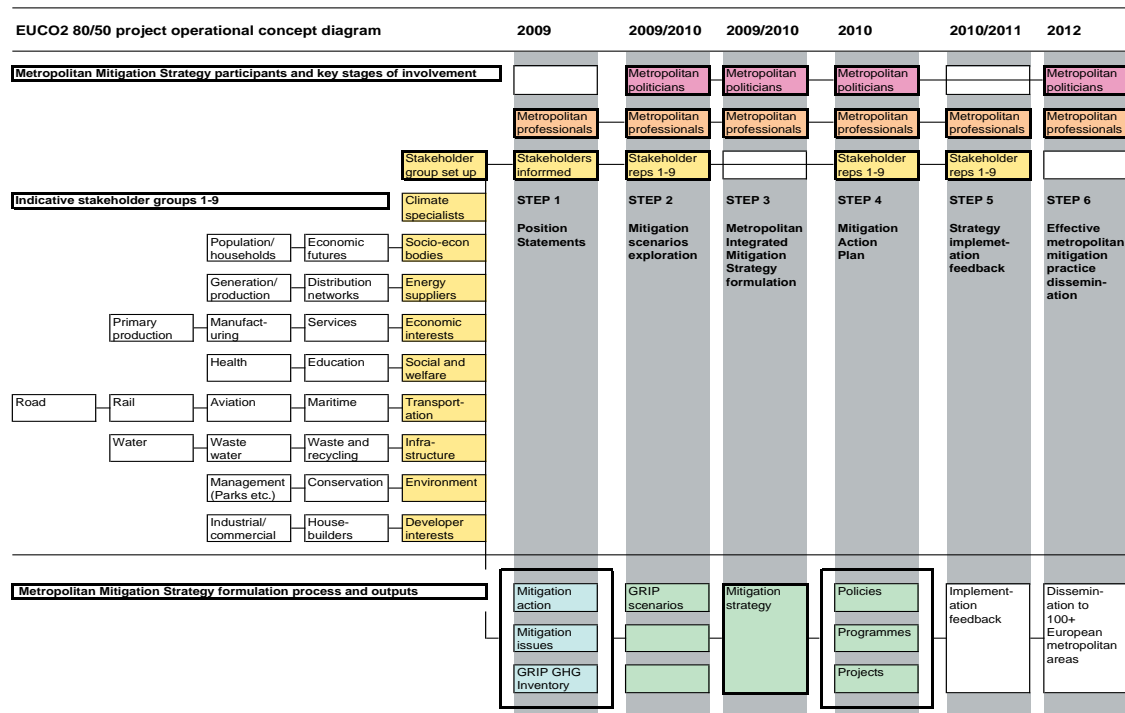 EUCO2 80/50 project operational concept diagram 2009 2009/2010 2009/2010 2010 2010/2011 2012
Metropolitan Mitigation Strategy participants and key stages of involvement
Metropolitan politicians
Metropolitan politicians
Metropolitan politicians
Metropolitan politicians
Metropolitan professionals
Metropolitan professionals
Metropolitan professionals
Metropolitan professionals
Metropolitan professionals
Metropolitan professionals
Stakeholder group set up
Stakeholders inforrmed
Stakeholder reps 1-9
Stakeholder reps 1-9
Stakeholder reps 1-9
Indicative stakeholder groups 1-9
Climate specialists
Population/ households
Economic futures
Socio-econ bodies
Generation/ production
Distribution networks
Energy suppliers
Primary production
Manufact- uring
Services
Economic interests
Health
Education
Social and welfare
Road
Rail
Aviation
Maritime
Transport- ation
Water
Waste water
Waste and recycling
Infra- structure
Management (Parks etc.)
Conservation
Environment
Industrial/ commercial
House- builders
Developer interests
STEP 1
Position
Statements
STEP 2
Mitigation
scenarios
exploration
STEP 3
Metropolitan
Integrated
Mitigation
Strategy
formulation
STEP 4
Mitigation
Action
Plan
STEP 5
Strategy
implemet-
ation
feedback
STEP 6
Effective
metropolitan
mitigation
practice
dissemin-
ation
Metropolitan Mitigation Strategy formulation process and outputs
Mitigation action
Mitigation issues
GRIP GHG Inventory
GRIP scenarios
Mitigation strategy
Policies
Programmes
Projects
Implement-
ation
feedback
Dissemin-
ation to
100+
European
metropolitan
areas